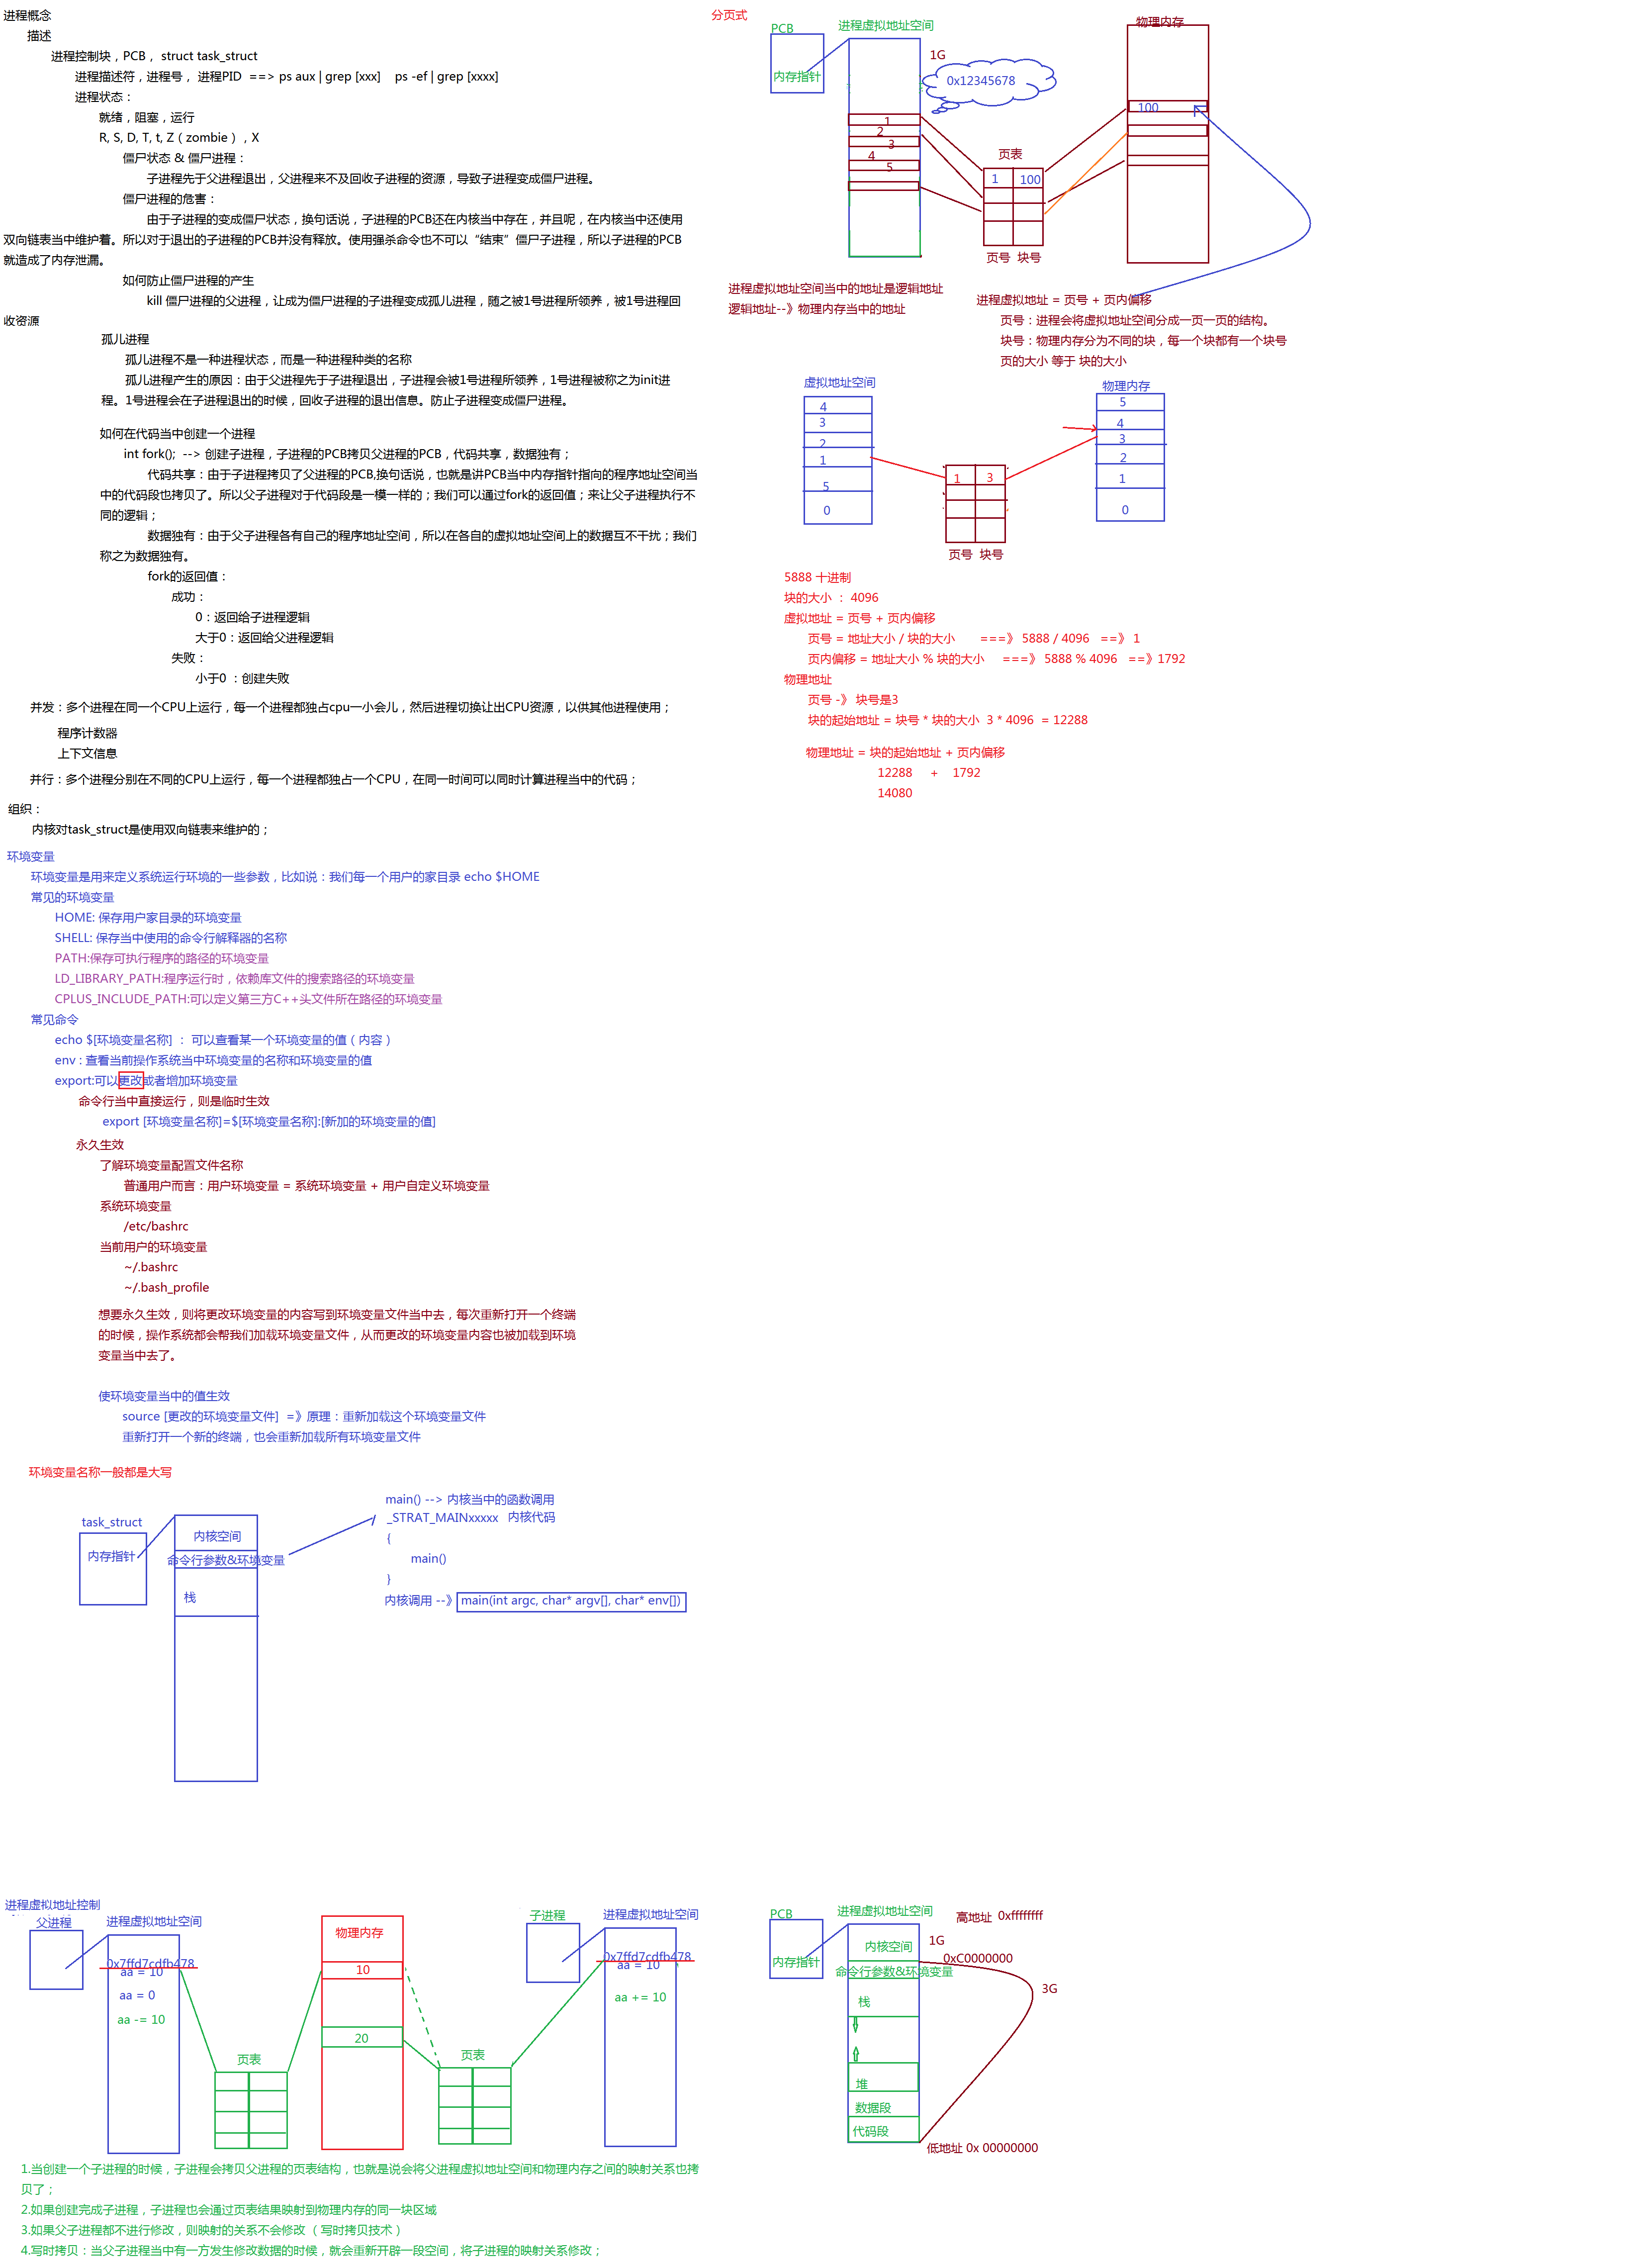 进程概念
描述
进程控制块，PCB， struct task_struct
进程描述符，进程号， 进程PID ==> ps aux | grep [xxx] ps -ef | grep [xxxx]
进程状态：
就绪，阻塞，运行
R, S, D, T, t, Z（zombie），X
僵尸状态 & 僵尸进程：
子进程先于父进程退出，父进程来不及回收子进程的资源，导致子进程变成僵尸进程。
僵尸进程的危害：
由于子进程的变成僵尸状态，换句话说，子进程的PCB还在内核当中存在，并且呢，在内核当中还使用
双向链表当中维护着。所以对于退出的子进程的PCB并没有释放。使用强杀命令也不可以“结束”僵尸子进程，所以子进程的PCB
就造成了内存泄漏。
如何防止僵尸进程的产生
kill 僵尸进程的父进程，让成为僵尸进程的子进程变成孤儿进程，随之被1号进程所领养，被1号进程回
收资源
孤儿进程
孤儿进程不是一种进程状态，而是一种进程种类的名称
孤儿进程产生的原因：由于父进程先于子进程退出，子进程会被1号进程所领养，1号进程被称之为init进
程。1号进程会在子进程退出的时候，回收子进程的退出信息。防止子进程变成僵尸进程。
如何在代码当中创建一个进程
int fork(); --> 创建子进程，子进程的PCB拷贝父进程的PCB，代码共享，数据独有；
代码共享：由于子进程拷贝了父进程的PCB,换句话说，也就是讲PCB当中内存指针指向的程序地址空间当
中的代码段也拷贝了。所以父子进程对于代码段是一模一样的；我们可以通过fork的返回值；来让父子进程执行不
同的逻辑；
数据独有：由于父子进程各有自己的程序地址空间，所以在各自的虚拟地址空间上的数据互不干扰；我们
称之为数据独有。
fork的返回值：
成功：
0：返回给子进程逻辑
大于0：返回给父进程逻辑
失败：
小于0 ：创建失败
并发：多个进程在同一个CPU上运行，每一个进程都独占cpu一小会儿，然后进程切换让出CPU资源，以供其他进程使用；
程序计数器
上下文信息
并行：多个进程分别在不同的CPU上运行，每一个进程都独占一个CPU，在同一时间可以同时计算进程当中的代码；
组织：
内核对task_struct是使用双向链表来维护的；
环境变量
环境变量是用来定义系统运行环境的一些参数，比如说：我们每一个用户的家目录 echo $HOME
常见的环境变量
HOME: 保存用户家目录的环境变量
SHELL: 保存当中使用的命令行解释器的名称
PATH:保存可执行程序的路径的环境变量
LD_LIBRARY_PATH:程序运行时，依赖库文件的搜索路径的环境变量
CPLUS_INCLUDE_PATH:可以定义第三方C++头文件所在路径的环境变量
常见命令
echo $[环境变量名称] ： 可以查看某一个环境变量的值（内容）
env : 查看当前操作系统当中环境变量的名称和环境变量的值
export:可以更改或者增加环境变量
命令行当中直接运行，则是临时生效
export [环境变量名称]=$[环境变量名称]:[新加的环境变量的值]
永久生效
了解环境变量配置文件名称
普通用户而言：用户环境变量 = 系统环境变量 + 用户自定义环境变量
系统环境变量
/etc/bashrc
当前用户的环境变量
~/.bashrc
~/.bash_profile
想要永久生效，则将更改环境变量的内容写到环境变量文件当中去，每次重新打开一个终端
的时候，操作系统都会帮我们加载环境变量文件，从而更改的环境变量内容也被加载到环境
变量当中去了。
使环境变量当中的值生效
source [更改的环境变量文件] =》原理：重新加载这个环境变量文件
重新打开一个新的终端，也会重新加载所有环境变量文件
环境变量名称一般都是大写
task_struct
内存指针
内核空间
命令行参数&环境变量
栈
main() --> 内核当中的函数调用
_STRAT_MAINxxxxx 内核代码
{
main()
}
内核调用 --》 main(int argc, char* argv[], char* env[])
分页式
PCB
内存指针
进程虚拟地址空间
1G
0x12345678
物理内存
100
1
2
3
4
5
页表
1 100
页号 块号
进程虚拟地址空间当中的地址是逻辑地址
逻辑地址--》物理内存当中的地址
进程虚拟地址 = 页号 + 页内偏移
页号：进程会将虚拟地址空间分成一页一页的结构。
块号：物理内存分为不同的块，每一个块都有一个块号
页的大小 等于 块的大小
虚拟地址空间
4
3
2
1
5
0
1 3
页号 块号
物理内存
5
4
3
2
1
0
5888 十进制
块的大小 ： 4096
虚拟地址 = 页号 + 页内偏移
页号 = 地址大小 / 块的大小 ===》 5888 / 4096 ==》 1
页内偏移 = 地址大小 % 块的大小 ===》 5888 % 4096 ==》1792
物理地址
页号 -》 块号是3
块的起始地址 = 块号 * 块的大小 3 * 4096 = 12288
物理地址 = 块的起始地址 + 页内偏移
12288 + 1792
14080
进程虚拟地址控制
父进程
进程虚拟地址空间
0x7ffd7cdfb478
aa = 10
aa = 0
aa -= 10
页表
物理内存
10
20
页表
子进程
进程虚拟地址空间
0x7ffd7cdfb478
aa = 10
aa += 10
PCB
内存指针
进程虚拟地址空间
高地址 0xffffffff
内核空间
1G
0xC0000000
命令行参数&环境变量
3G
栈
堆
数据段
代码段
低地址 0x 00000000
1.当创建一个子进程的时候，子进程会拷贝父进程的页表结构，也就是说会将父进程虚拟地址空间和物理内存之间的映射关系也拷
贝了；
2.如果创建完成子进程，子进程也会通过页表结果映射到物理内存的同一块区域
3.如果父子进程都不进行修改，则映射的关系不会修改 （ 写时拷贝技术 ）
4.写时拷贝：当父子进程当中有一方发生修改数据的时候，就会重新开辟一段空间，将子进程的映射关系修改；